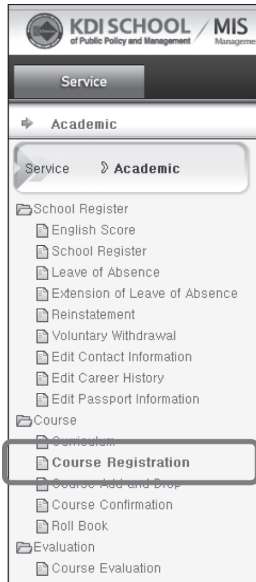 KDI SCHOOL / MIS
of Public Policy and Management Manageme
Service
Academic
Service Academic
School Register
English Score
School Register
Leave of Absence
Extension of Leave of Absence
Reinstatement
Voluntary Withdrawal
Edit Contact Information
Edit Career History
Edit Passport Information
Course
Curriculum
Course Registration
Course Add and Drop
Course Confirmation
Roll Book
Evaluation
Course Evaluation